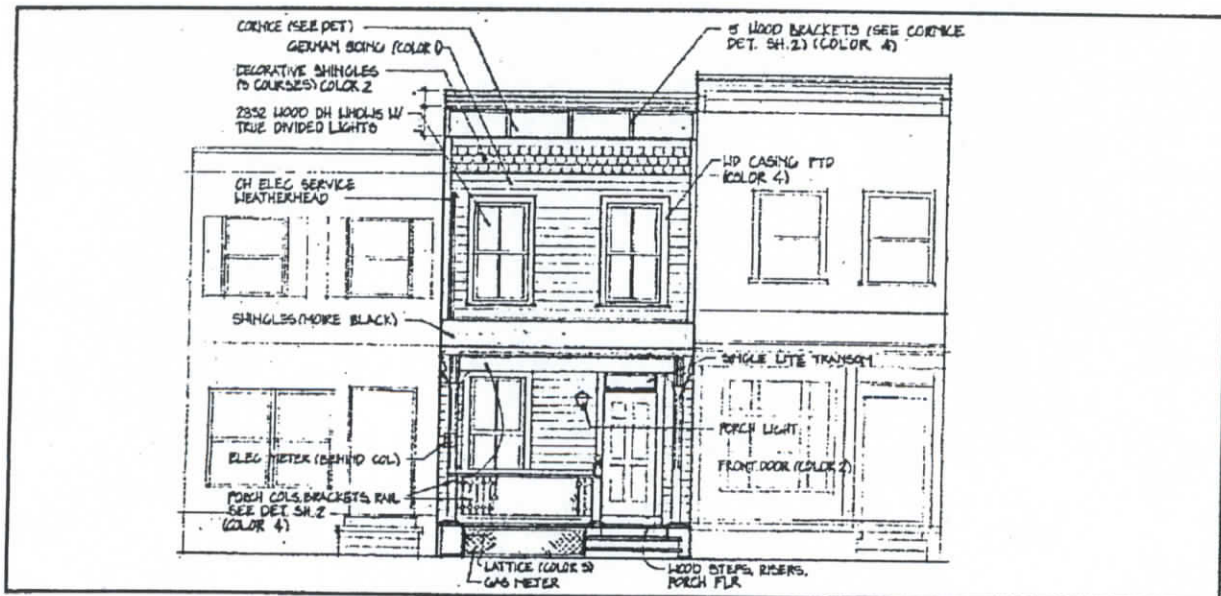 CORNICE (SEE DET)
GERMAN SIDING (COLOR 1)
DECORATIVE SHINGLES
COURSES) COLOR 2
2832 WOOD DH WNDWS W/
TRUE DIVIDED LIGHTS
5 WOOD BRACKETS (SEE CORNICE
DET. SH. 2) (COLOR 4)
WD CASING PTD
(COLOR 4)
OH ELEC SERVICE
WEATHERHEAD
SHINGLES (MOIRE BLACK)
SINGLE LITE TRANSOM
PORCH LIGHT
ELEC METER (BEHIND COL)
FRONT DOOR (COLOR 2)
PORCH COLS, BRACKETS, RAIL
SEE DET. SH. 2
(COLOR 4)
LATTICE (COLOR 3)
GAS METER
WOOD STEPS, RISERS,
PORCH FLR